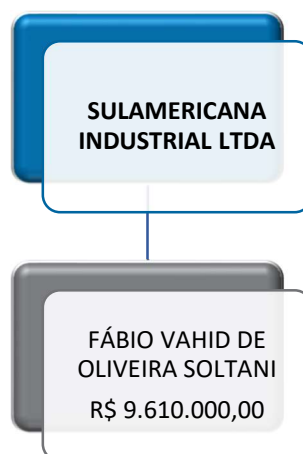 SULAMERICANA
INDUSTRIAL LTDA
FÁBIO VAHID DE
OLIVEIRA SOLTANI
R$ 9.610.000,00